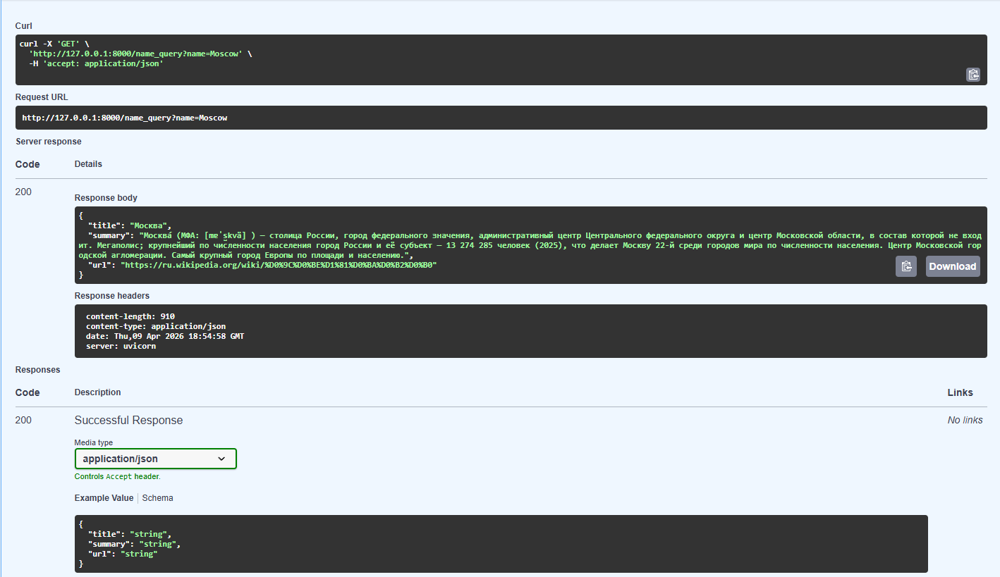 Curl
curl -X 'GET' \
  'http://127.0.0.1:8000/name_query?name=Moscow' \
  -H 'accept: application/json'
Request URL
http://127.0.0.1:8000/name_query?name=Moscow
Server response
Code Details
200
Response body
{
  "title": "Москва",
  "summary": "Москва́ (МФА: [mɐˈs̪kvä] ) — столица России, город федерального значения, административный центр Центрального федерального округа и центр Московской области, в состав которой не вход
ит. Мегаполис; крупнейший по численности населения город России и её субъект — 13 274 285 человек (2025), что делает Москву 22-й среди городов мира по численности населения. Центр Московской гор
одской агломерации. Самый крупный город Европы по площади и населению.",
  "url": "https://ru.wikipedia.org/wiki/%D0%9C%D0%BE%D1%81%D0%BA%D0%B2%D0%B0"
}
Download
Response headers
content-length: 910
content-type: application/json
date: Thu,09 Apr 2026 18:54:58 GMT
server: uvicorn
Responses
Code Description Links
200 Successful Response No links
Media type
application/json
Controls Accept header.
Example Value Schema
{
  "title": "string",
  "summary": "string",
  "url": "string"
}